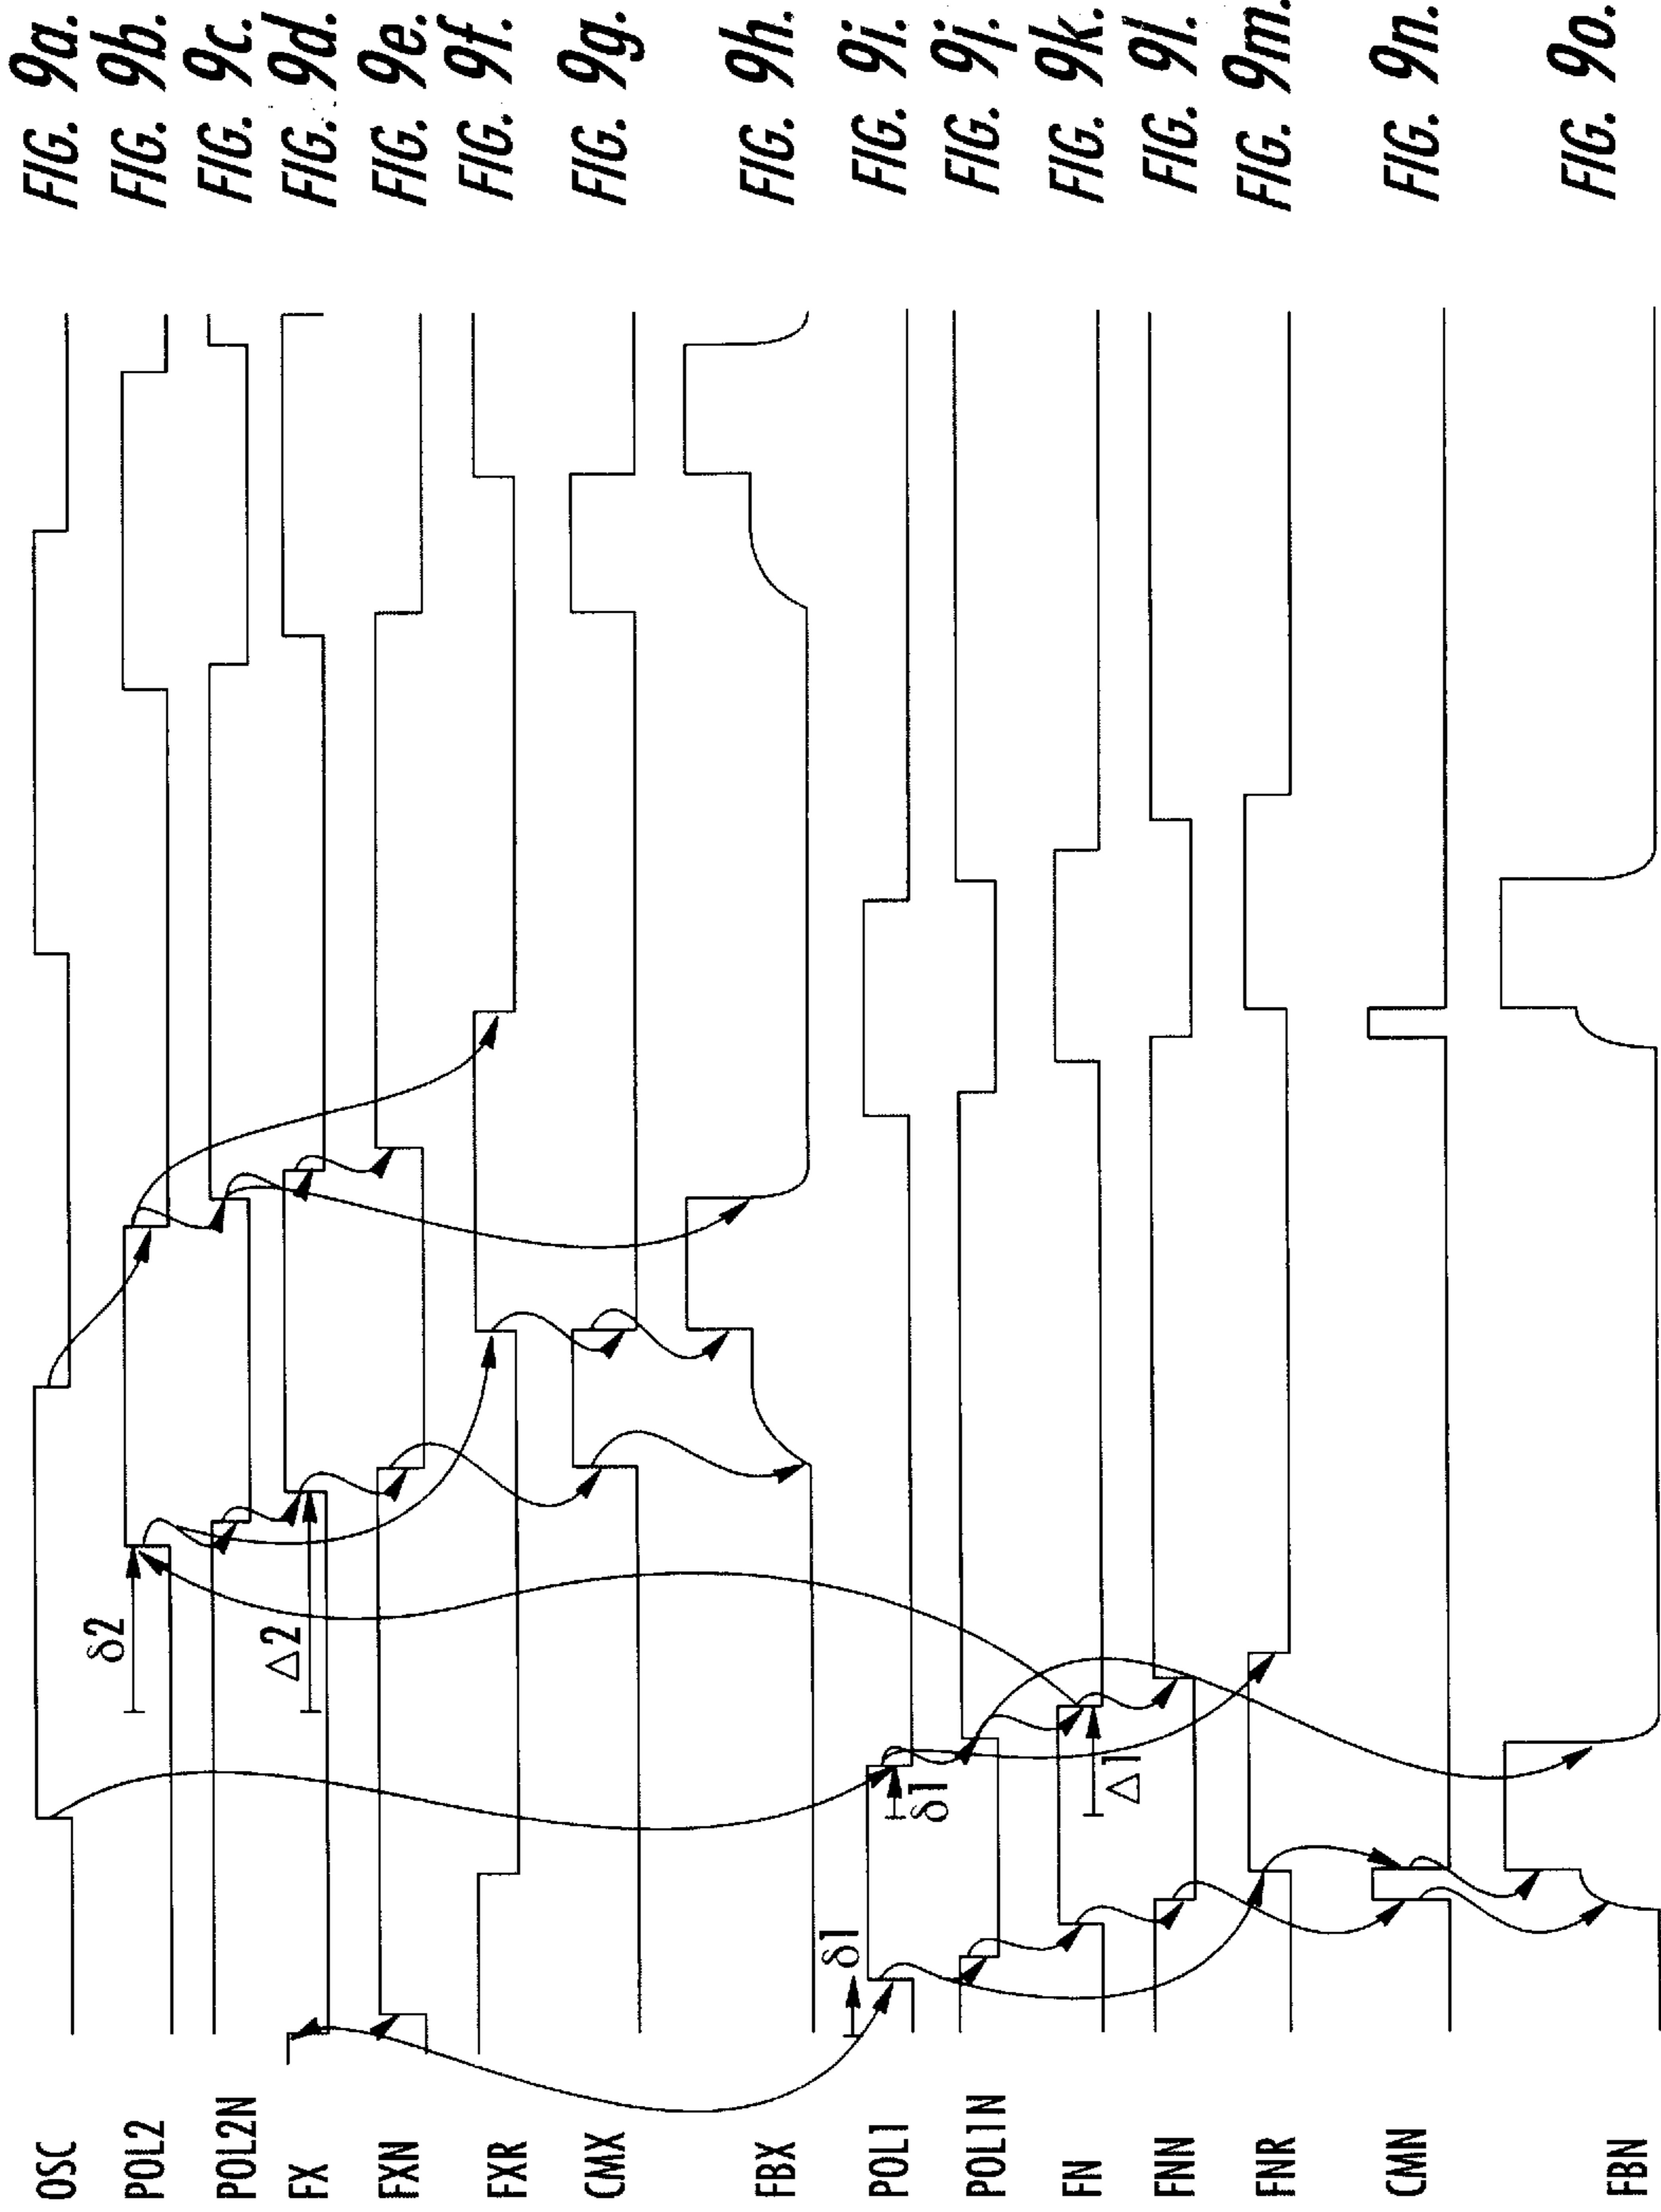 OSC FIG. 9a.
POL2 δ2 FIG. 9b.
POL2N FIG. 9c.
FX Δ2 FIG. 9d.
FXN FIG. 9e.
FXR FIG. 9f.
CMX FIG. 9g.
FBX FIG. 9h.
POL1 δ1 δ1 FIG. 9i.
POL1N FIG. 9j.
FN Δ1 FIG. 9k.
FNN FIG. 9l.
FNR FIG. 9m.
CMN FIG. 9n.
FBN FIG. 9o.